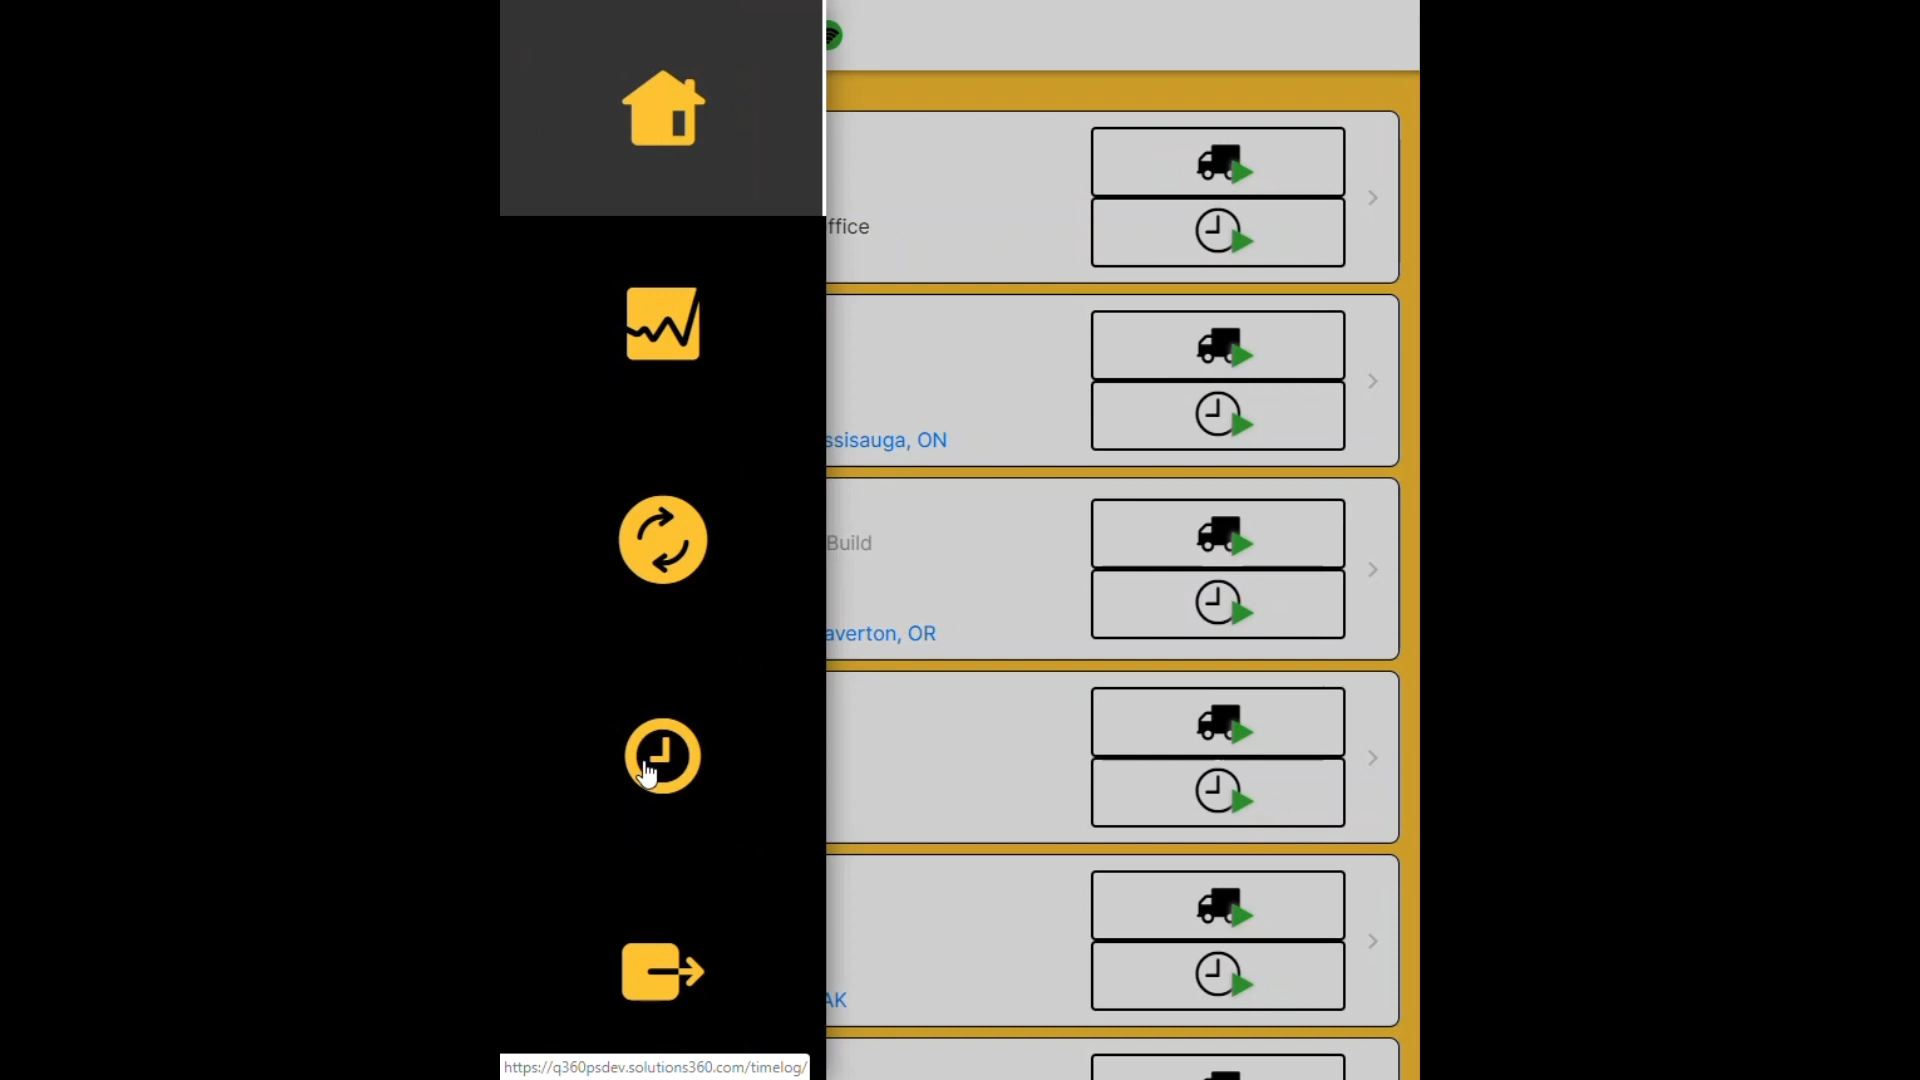 ffice
ssisauga, ON
Build
averton, OR
AK
https://q360psdev.solutions360.com/timelog/